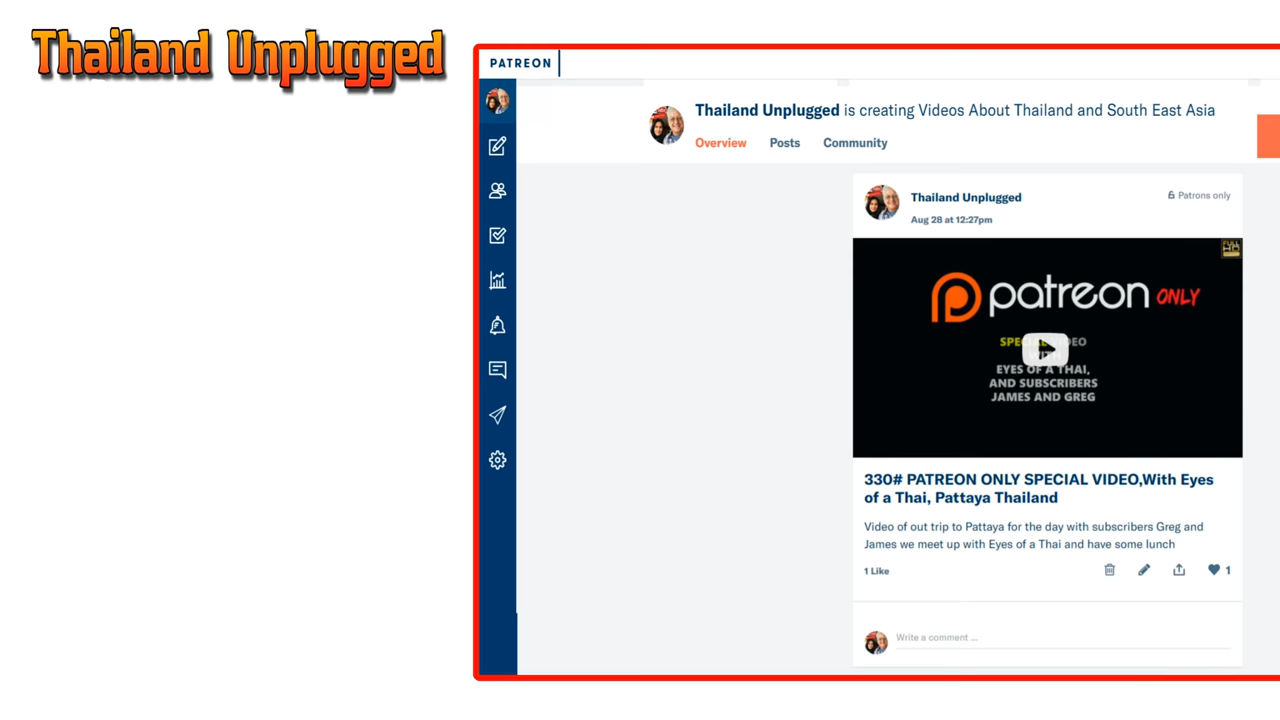 Thailand Unplugged
PATREON
Thailand Unplugged is creating Videos About Thailand and South East Asia
Overview Posts Community
Thailand Unplugged
Patrons only
Aug 28 at 12:27pm
FULL HD
patreon ONLY
SPECIAL VIDEO
WITH
EYES OF A THAI,
AND SUBSCRIBERS
JAMES AND GREG
330# PATREON ONLY SPECIAL VIDEO,With Eyes
of a Thai, Pattaya Thailand
Video of out trip to Pattaya for the day with subscribers Greg and
James we meet up with Eyes of a Thai and have some lunch
1 Like
1
Write a comment ...